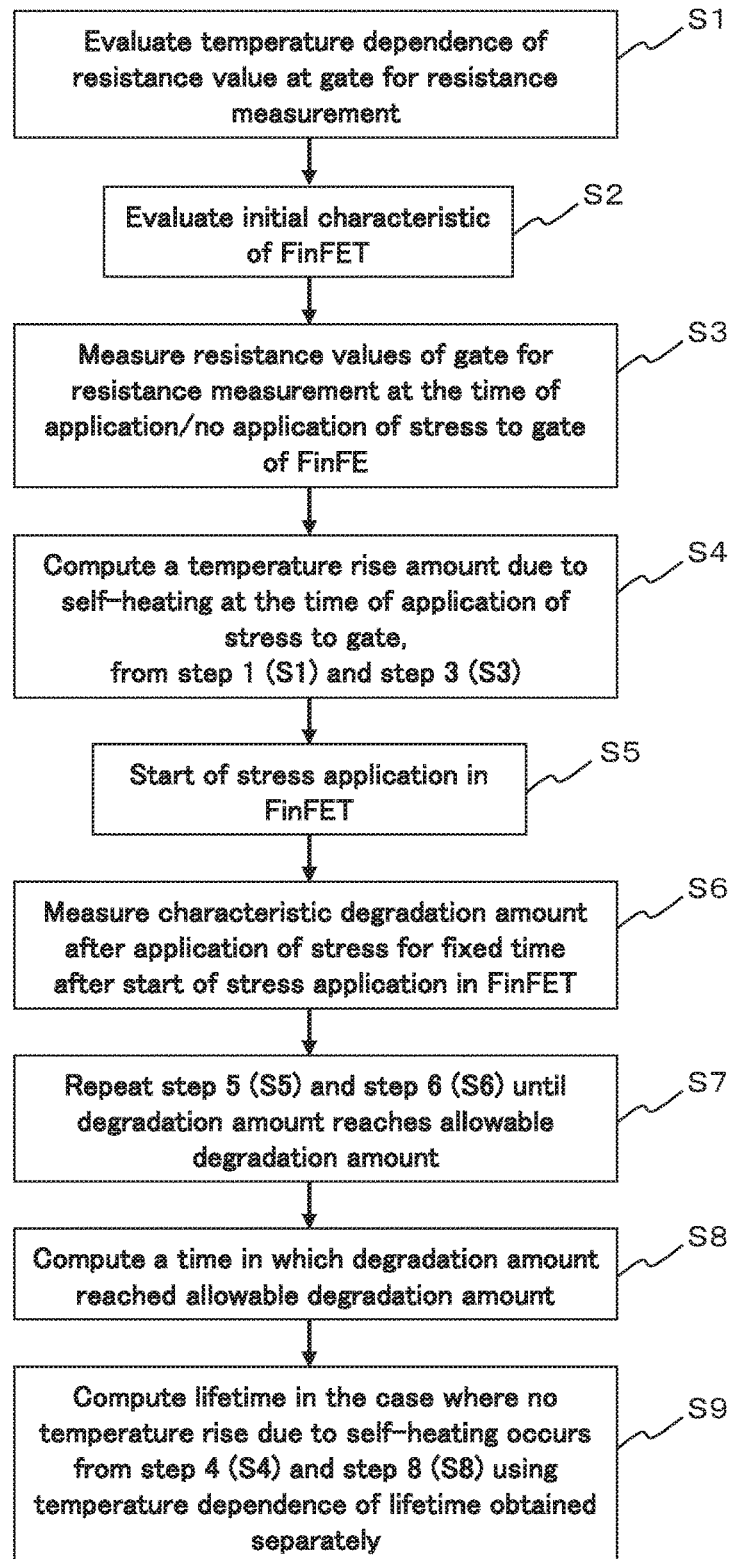 S1
Evaluate temperature dependence of
resistance value at gate for resistance
measurement
S2
Evaluate initial characteristic
of FinFET
S3
Measure resistance values of gate for
resistance measurement at the time of
application/no application of stress to gate
of FinFE
S4
Compute a temperature rise amount due to
self-heating at the time of application of
stress to gate,
from step 1 (S1) and step 3 (S3)
S5
Start of stress application in
FinFET
S6
Measure characteristic degradation amount
after application of stress for fixed time
after start of stress application in FinFET
S7
Repeat step 5 (S5) and step 6 (S6) until
degradation amount reaches allowable
degradation amount
S8
Compute a time in which degradation amount
reached allowable degradation amount
S9
Compute lifetime in the case where no
temperature rise due to self-heating occurs
from step 4 (S4) and step 8 (S8) using
temperature dependence of lifetime obtained
separately